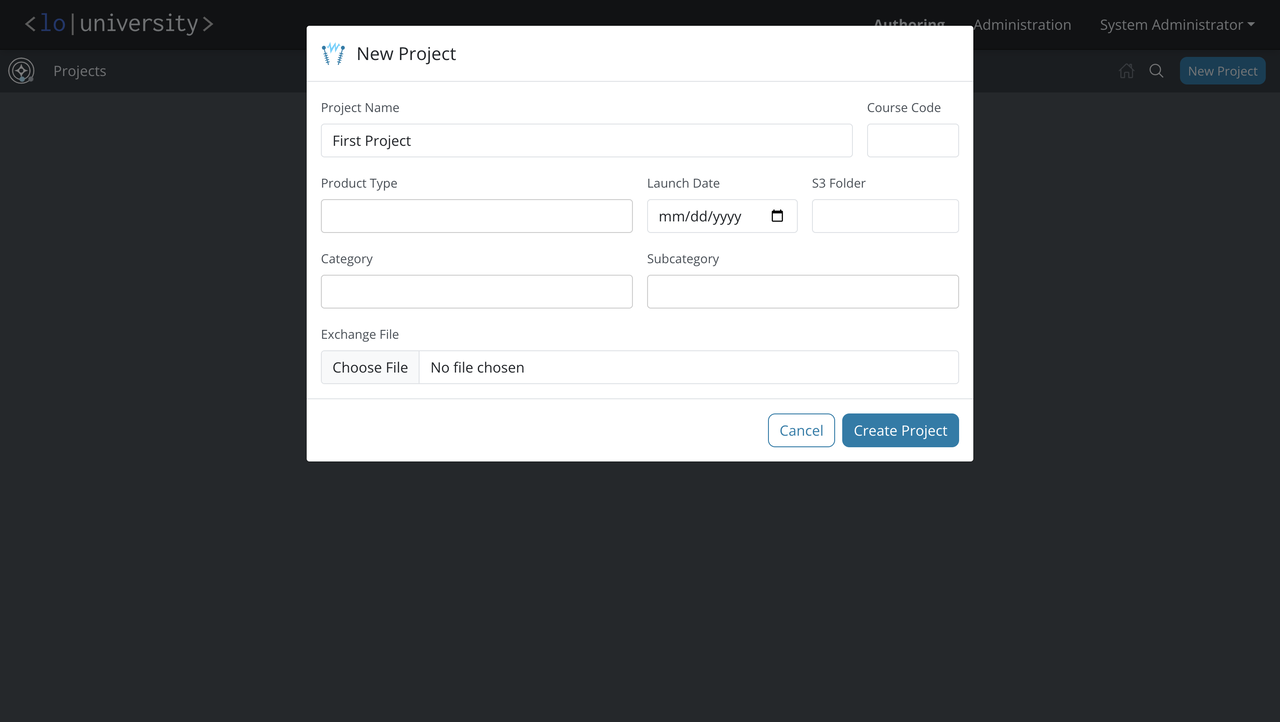 <lo|university>
Authoring
Administration
System Administrator
Projects
New Project
New Project
Project Name
Course Code
First Project
Product Type
Launch Date
S3 Folder
mm/dd/yyyy
Category
Subcategory
Exchange File
Choose File
No file chosen
Cancel
Create Project